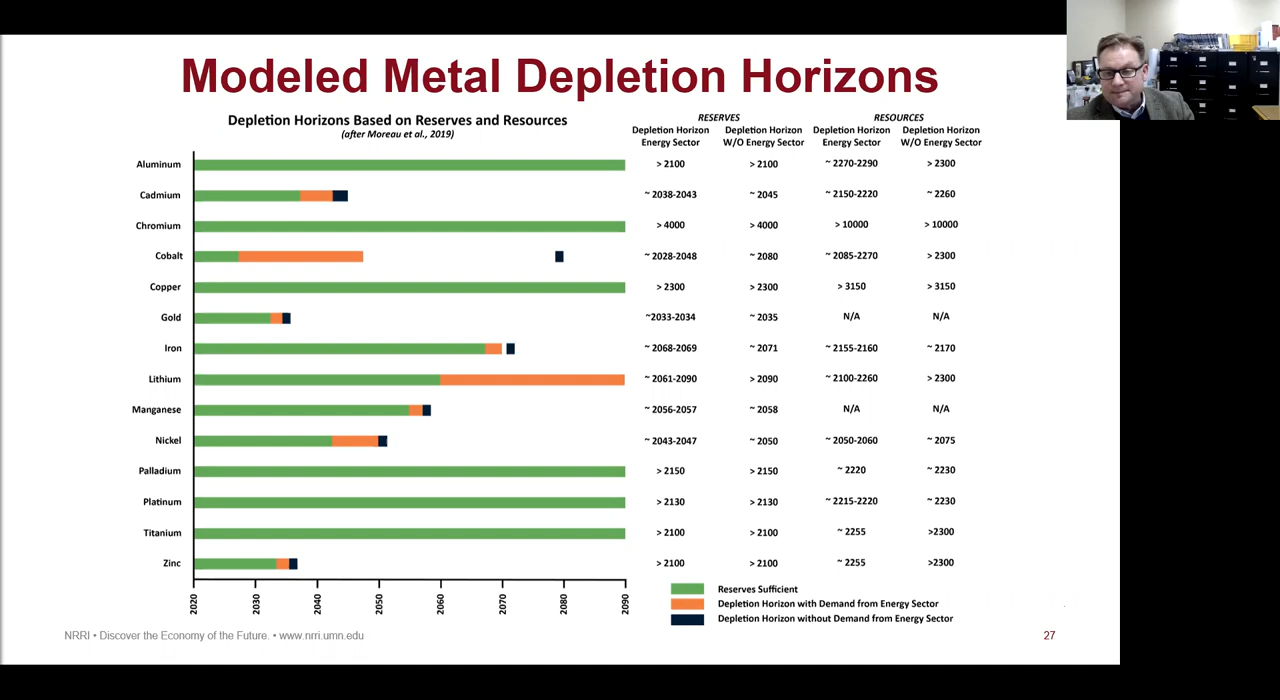 Modeled Metal Depletion Horizons
Depletion Horizons Based on Reserves and Resources
(after Moreau et al., 2019)
RESERVES RESOURCES
Depletion Horizon Depletion Horizon Depletion Horizon Depletion Horizon
Energy Sector W/O Energy Sector Energy Sector W/O Energy Sector
Aluminum > 2100 > 2100 ~ 2270-2290 > 2300
Cadmium ~ 2038-2043 ~ 2045 ~ 2150-2220 ~ 2260
Chromium > 4000 > 4000 > 10000 > 10000
Cobalt ~ 2028-2048 ~ 2080 ~ 2085-2270 > 2300
Copper > 2300 > 2300 > 3150 > 3150
Gold ~2033-2034 ~ 2035 N/A N/A
Iron ~ 2068-2069 ~ 2071 ~ 2155-2160 ~ 2170
Lithium ~ 2061-2090 > 2090 ~ 2100-2260 > 2300
Manganese ~ 2056-2057 ~ 2058 N/A N/A
Nickel ~ 2043-2047 ~ 2050 ~ 2050-2060 ~ 2075
Palladium > 2150 > 2150 ~ 2220 ~ 2230
Platinum > 2130 > 2130 ~ 2215-2220 ~ 2230
Titanium > 2100 > 2100 ~ 2255 >2300
Zinc > 2100 > 2100 ~ 2255 >2300
2020 2030 2040 2050 2060 2070 2080 2090
Reserves Sufficient
Depletion Horizon with Demand from Energy Sector
Depletion Horizon without Demand from Energy Sector
NRRI • Discover the Economy of the Future. • www.nrri.umn.edu
27